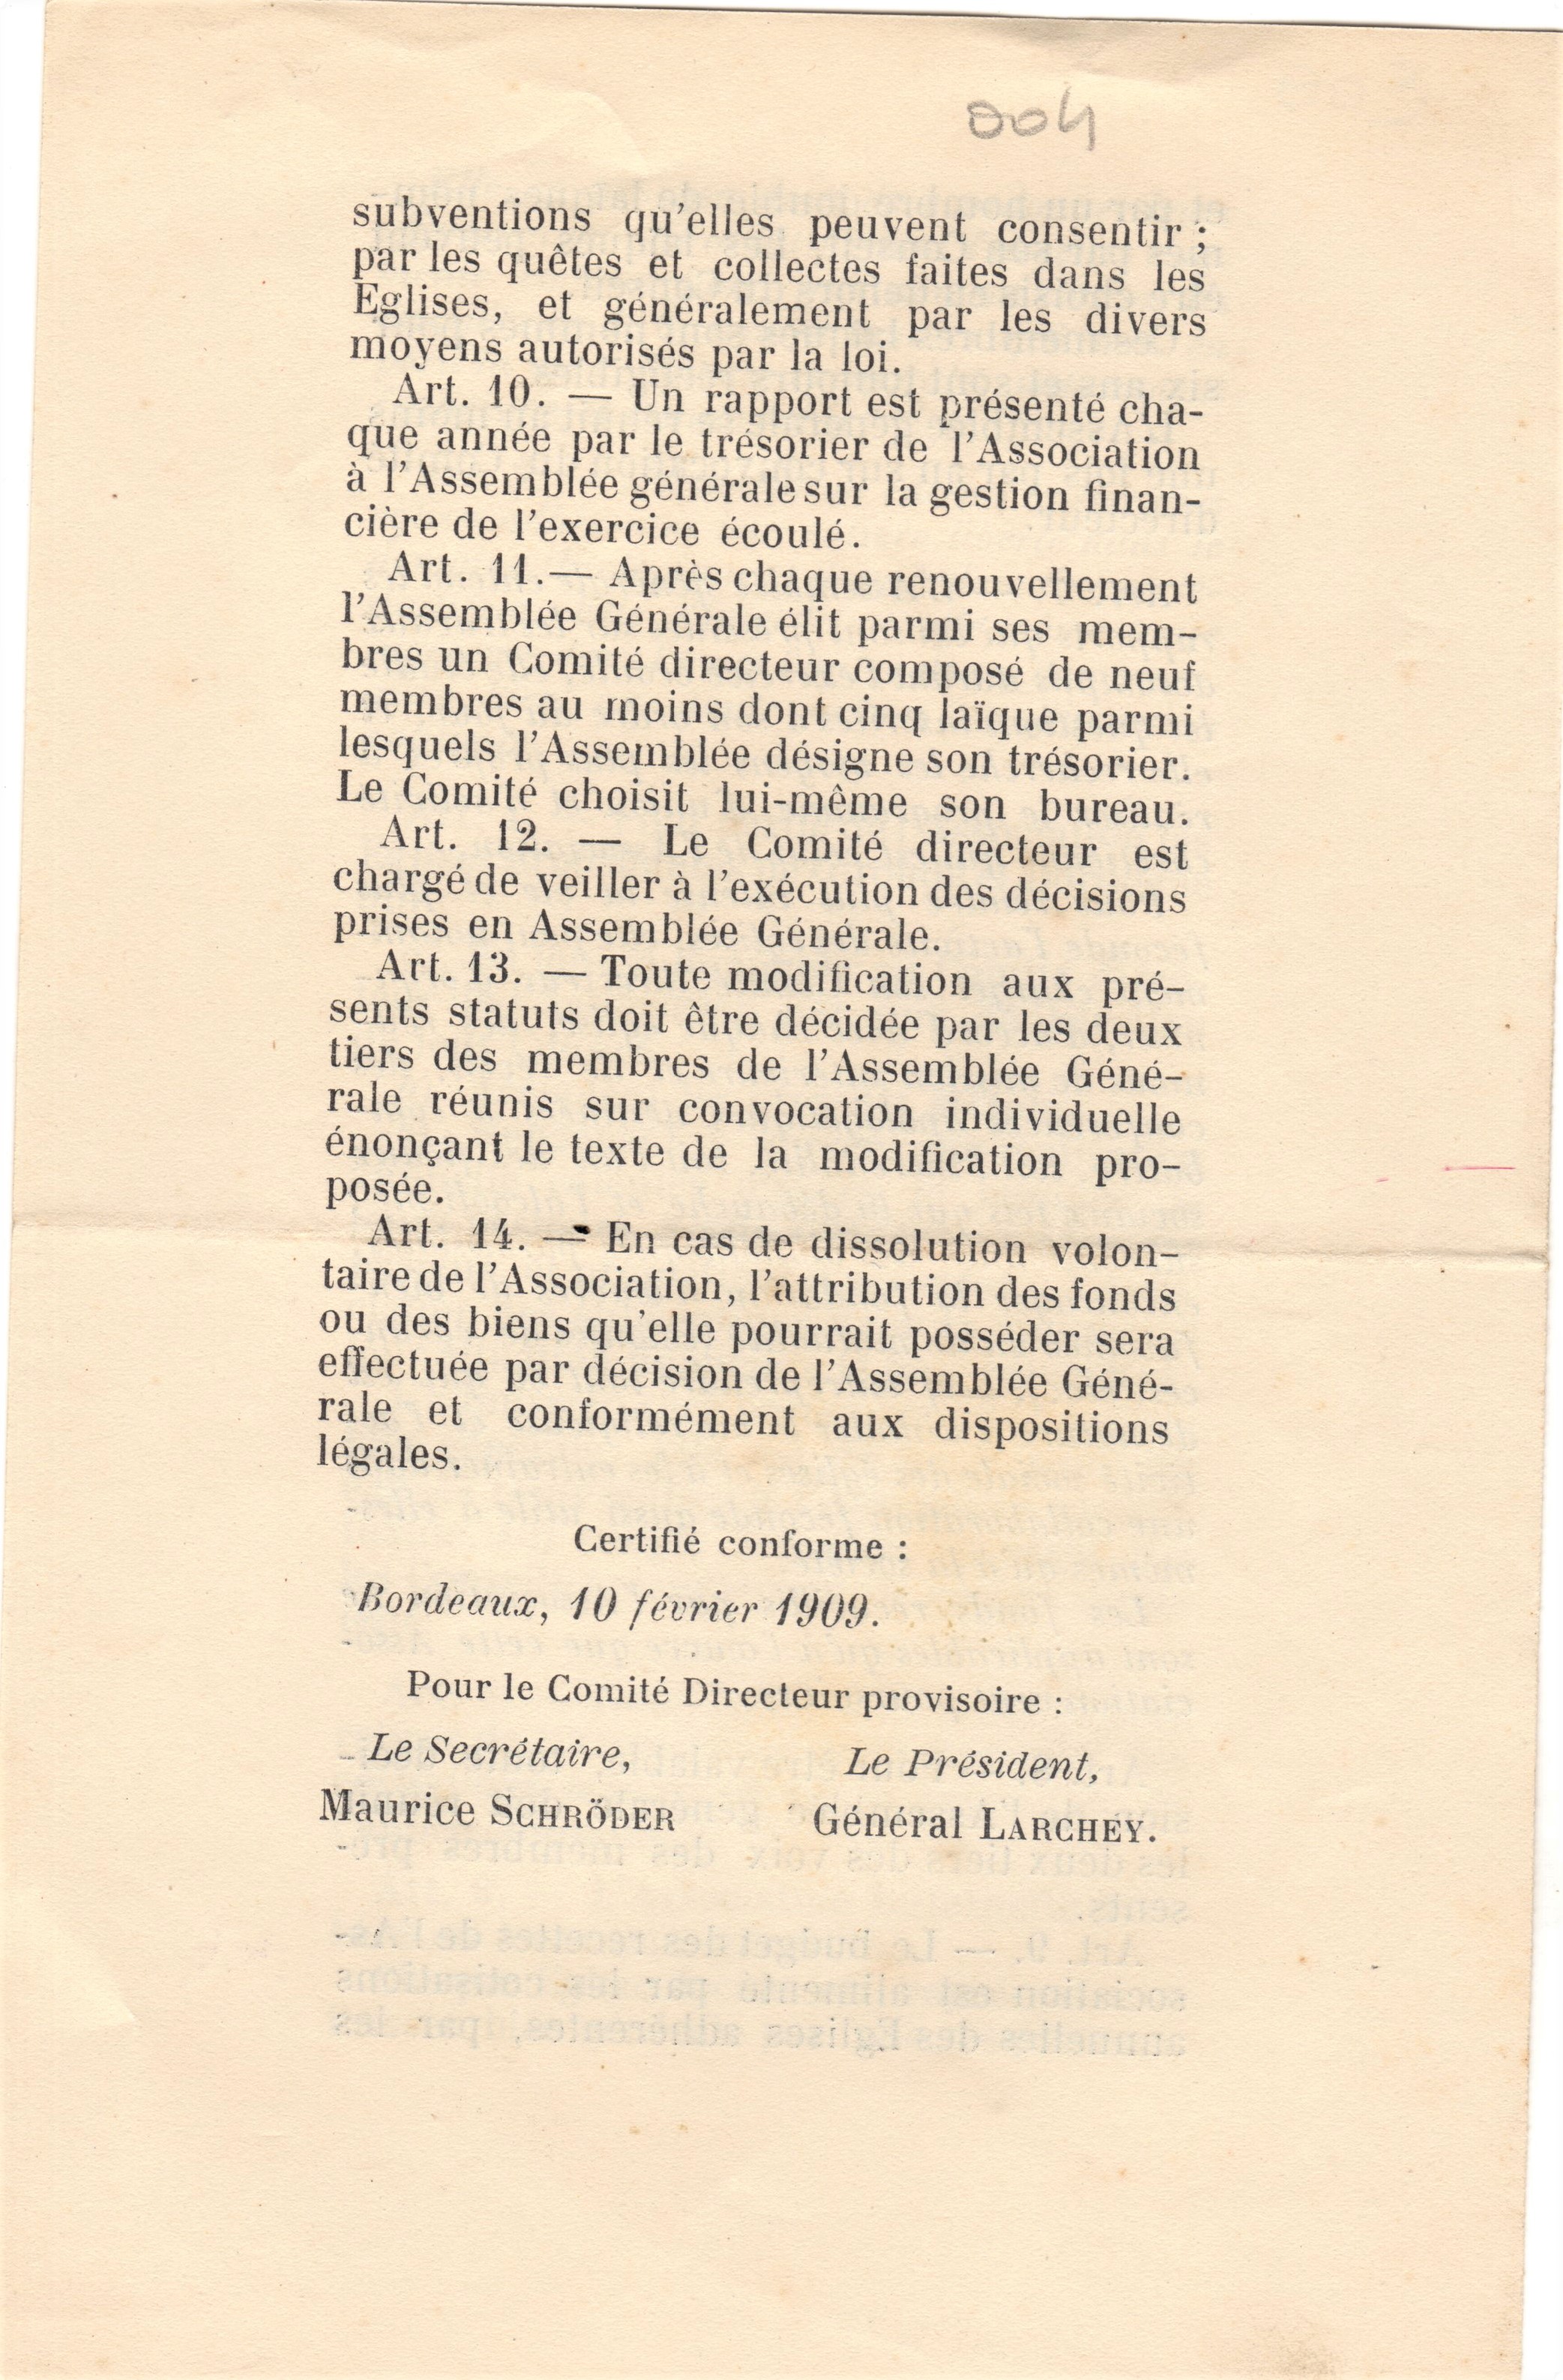 004
subventions qu'elles peuvent consentir ;
par les quêtes et collectes faites dans les
Eglises, et généralement par les divers
moyens autorisés par la loi.
Art. 10. — Un rapport est présenté cha-
que année par le trésorier de l'Association
à l'Assemblée générale sur la gestion finan-
cière de l'exercice écoulé.
Art. 11.— Après chaque renouvellement
l'Assemblée Générale élit parmi ses mem-
bres un Comité directeur composé de neuf
membres au moins dont cinq laïque parmi
lesquels l'Assemblée désigne son trésorier.
Le Comité choisit lui-même son bureau.
Art. 12. — Le Comité directeur est
chargé de veiller à l'exécution des décisions
prises en Assemblée Générale.
Art. 13. — Toute modification aux pré-
sents statuts doit être décidée par les deux
tiers des membres de l'Assemblée Géné-
rale réunis sur convocation individuelle
énonçant le texte de la modification pro-
posée.
Art. 14. — En cas de dissolution volon-
taire de l'Association, l'attribution des fonds
ou des biens qu'elle pourrait posséder sera
effectuée par décision de l'Assemblée Géné-
rale et conformément aux dispositions
légales.
Certifié conforme :
Bordeaux, 10 février 1909.
Pour le Comité Directeur provisoire :
Le Secrétaire, Le Président,
Maurice SCHRÖDER Général LARCHEY.